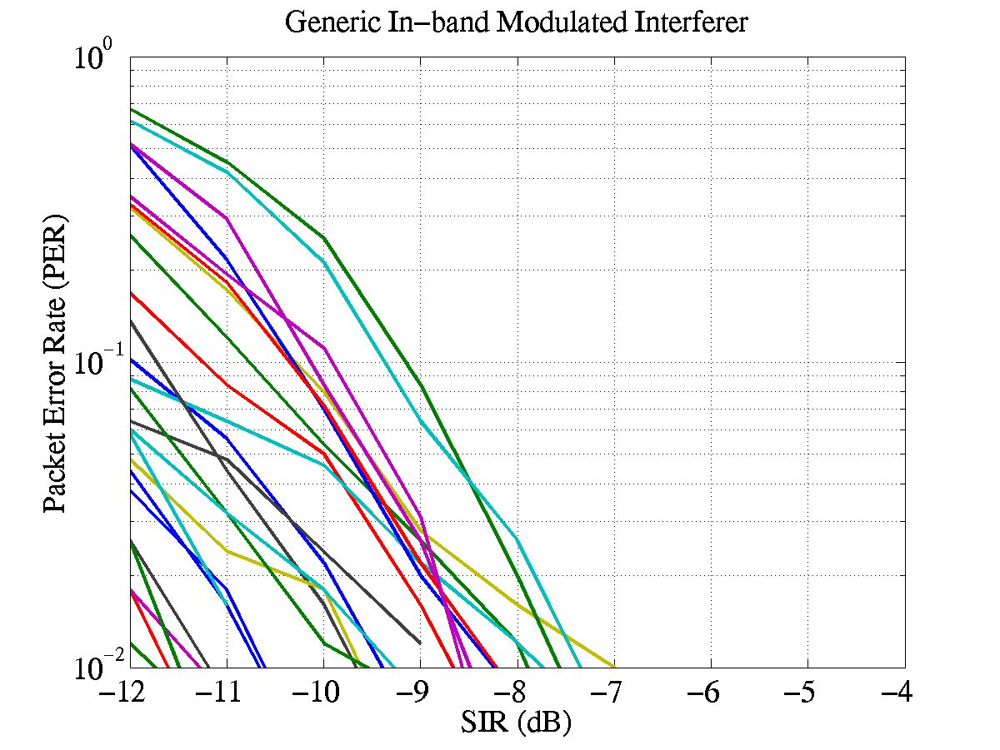 Generic In−band Modulated Interferer
10^0
10^−1
10^−2
Packet Error Rate (PER)
−12 −11 −10 −9 −8 −7 −6 −5 −4
SIR (dB)